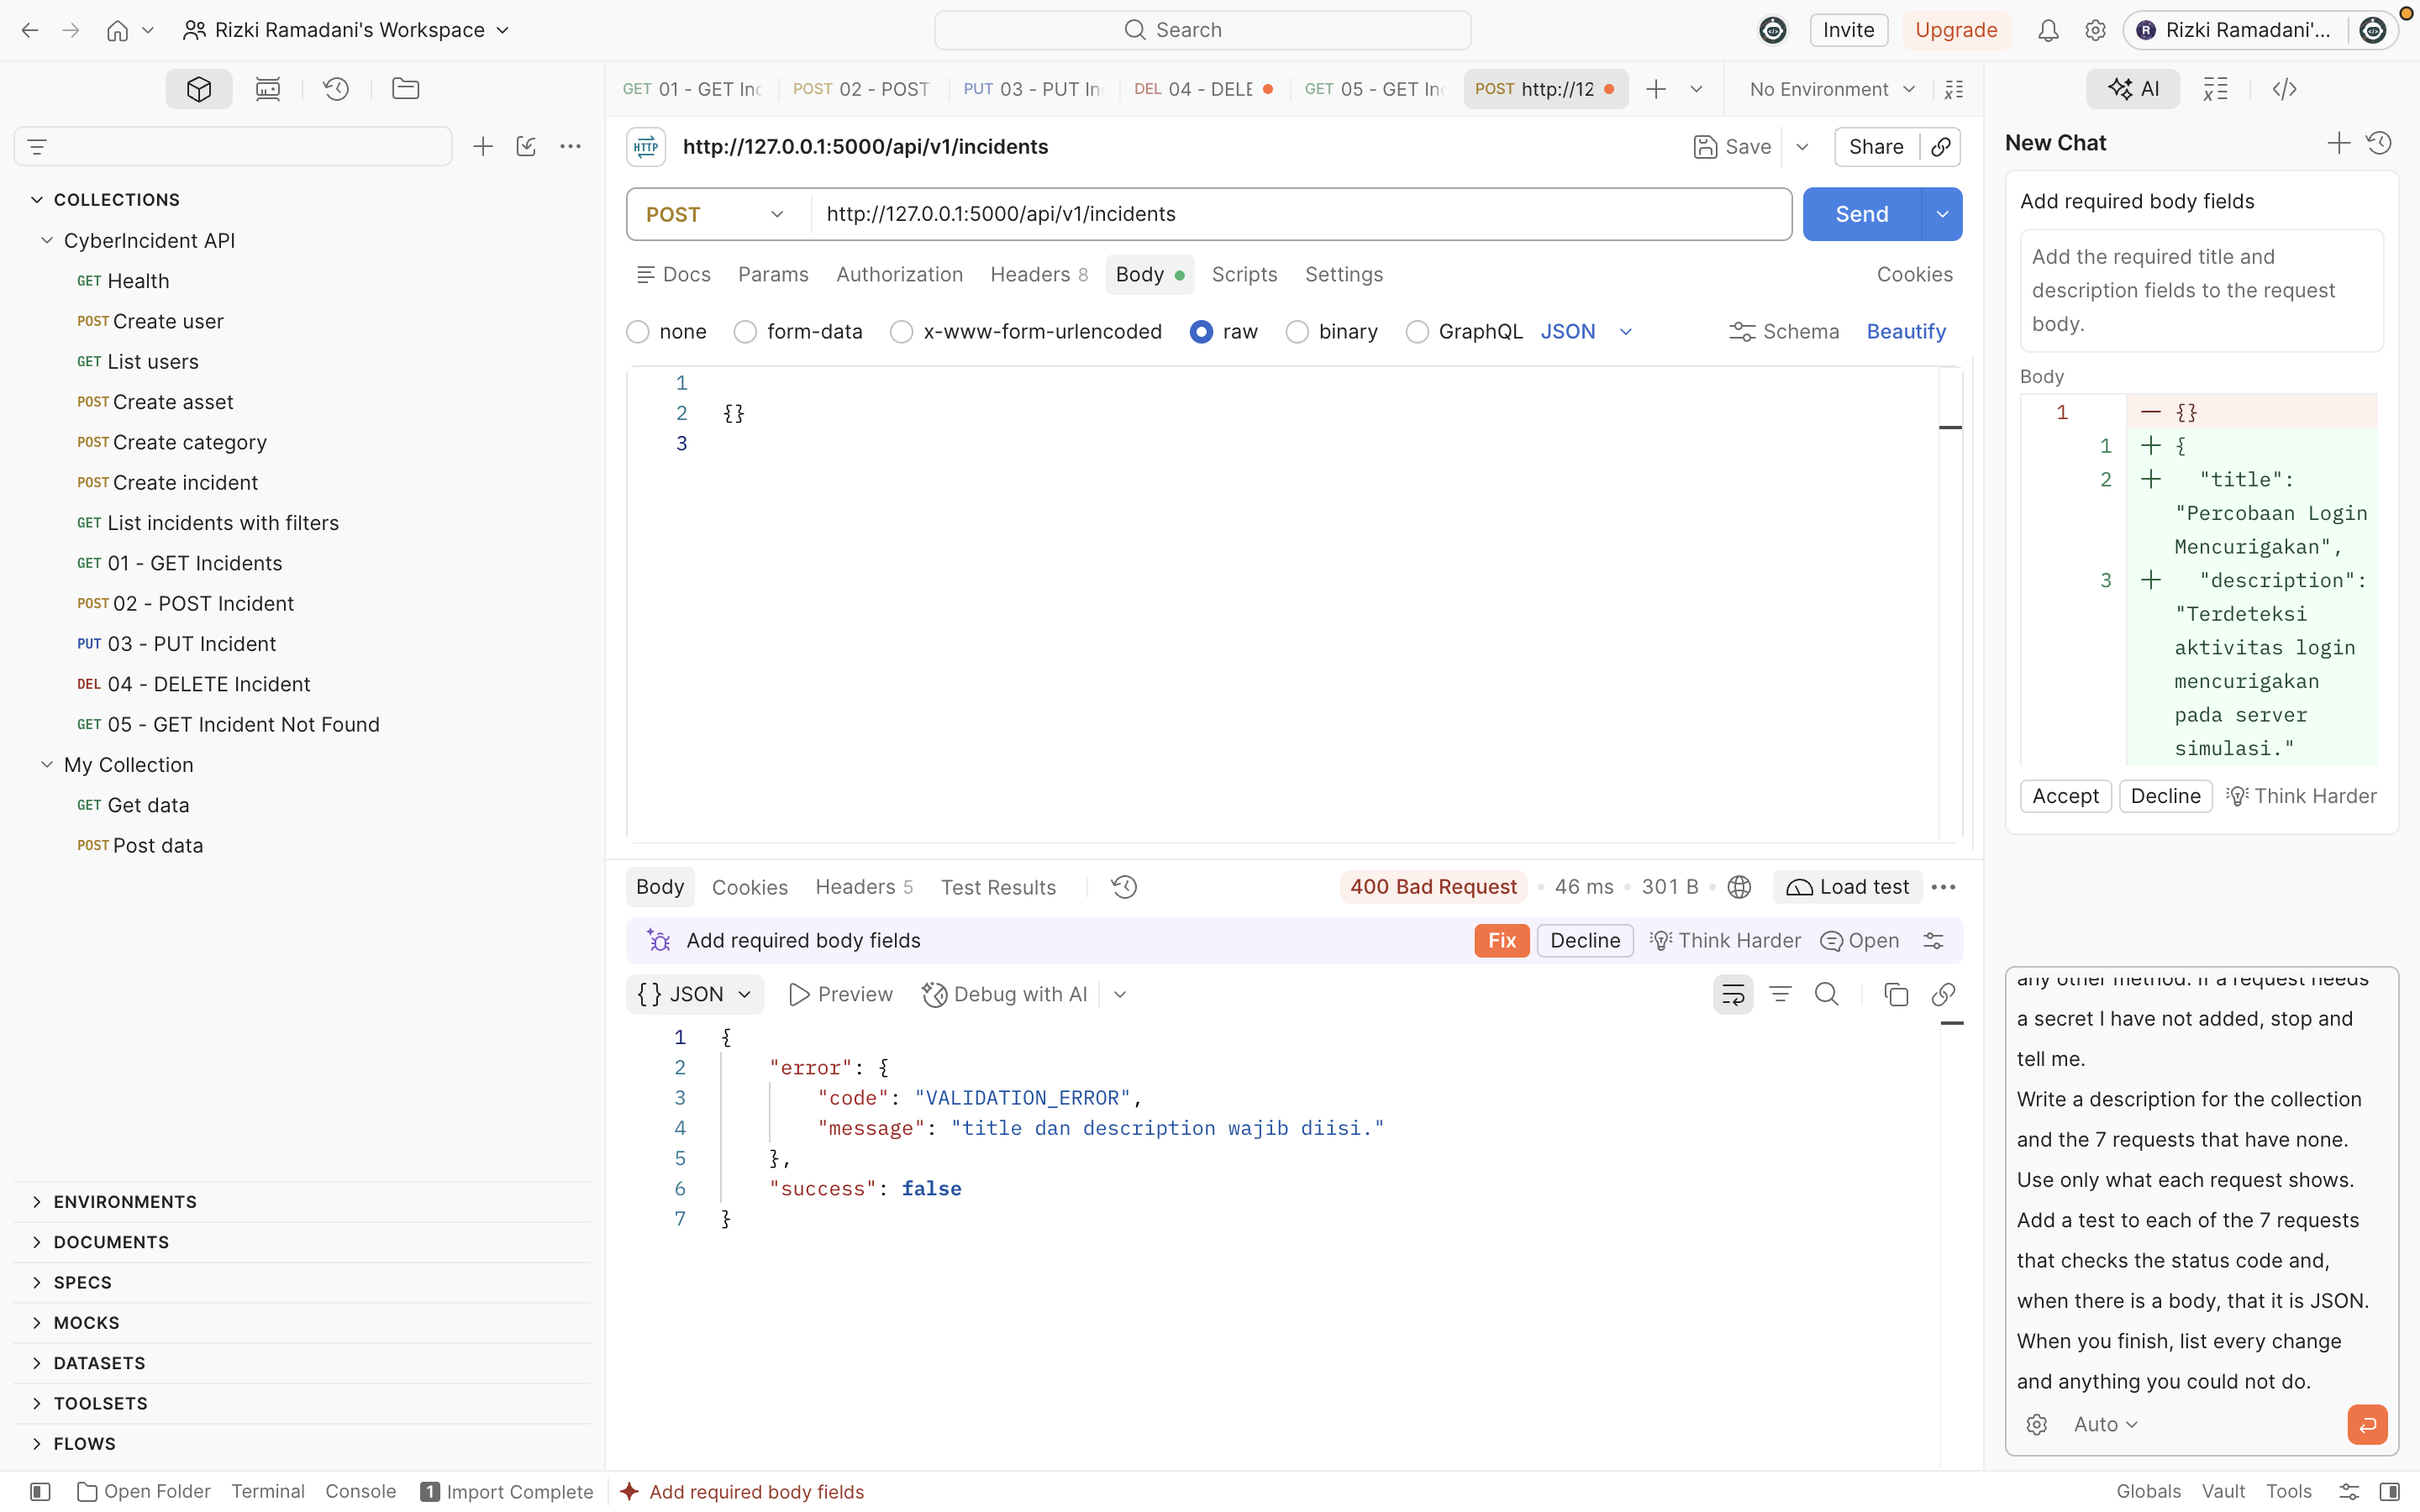 Rizki Ramadani's Workspace
Search
Invite
Upgrade
R
Rizki Ramadani'...
GET 01 - GET Inc
POST 02 - POST
PUT 03 - PUT In
DEL 04 - DELE
GET 05 - GET Inc
POST http://12
No Environment
AI
COLLECTIONS
CyberIncident API
GET Health
POST Create user
GET List users
POST Create asset
POST Create category
POST Create incident
GET List incidents with filters
GET 01 - GET Incidents
POST 02 - POST Incident
PUT 03 - PUT Incident
DEL 04 - DELETE Incident
GET 05 - GET Incident Not Found
My Collection
GET Get data
POST Post data
ENVIRONMENTS
DOCUMENTS
SPECS
MOCKS
DATASETS
TOOLSETS
FLOWS
HTTP
http://127.0.0.1:5000/api/v1/incidents
Save
Share
POST
http://127.0.0.1:5000/api/v1/incidents
Send
Docs
Params
Authorization
Headers 8
Body
Scripts
Settings
Cookies
none
form-data
x-www-form-urlencoded
raw
binary
GraphQL
JSON
Schema
Beautify
1
2 {}
3
Body
Cookies
Headers 5
Test Results
400 Bad Request
46 ms
301 B
Load test
Add required body fields
Fix
Decline
Think Harder
Open
{} JSON
Preview
Debug with AI
1 {
2 "error": {
3 "code": "VALIDATION_ERROR",
4 "message": "title dan description wajib diisi."
5 },
6 "success": false
7 }
New Chat
Add required body fields
Add the required title and
description fields to the request
body.
Body
1 — {}
1 + {
2 + "title":
"Percobaan Login
Mencurigakan",
3 + "description":
"Terdeteksi
aktivitas login
mencurigakan
pada server
simulasi."
Accept
Decline
Think Harder
any other method. If a request needs
a secret I have not added, stop and
tell me.
Write a description for the collection
and the 7 requests that have none.
Use only what each request shows.
Add a test to each of the 7 requests
that checks the status code and,
when there is a body, that it is JSON.
When you finish, list every change
and anything you could not do.
Auto
Open Folder
Terminal
Console
1 Import Complete
Add required body fields
Globals
Vault
Tools